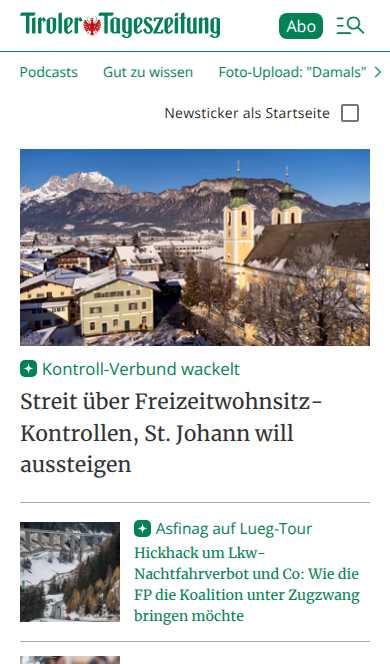 Tiroler Tageszeitung
Abo
Podcasts Gut zu wissen Foto-Upload: "Damals"
Newsticker als Startseite
Kontroll-Verbund wackelt
Streit über Freizeitwohnsitz-
Kontrollen, St. Johann will
aussteigen
Asfinag auf Lueg-Tour
Hickhack um Lkw-
Nachtfahrverbot und Co: Wie die
FP die Koalition unter Zugzwang
bringen möchte